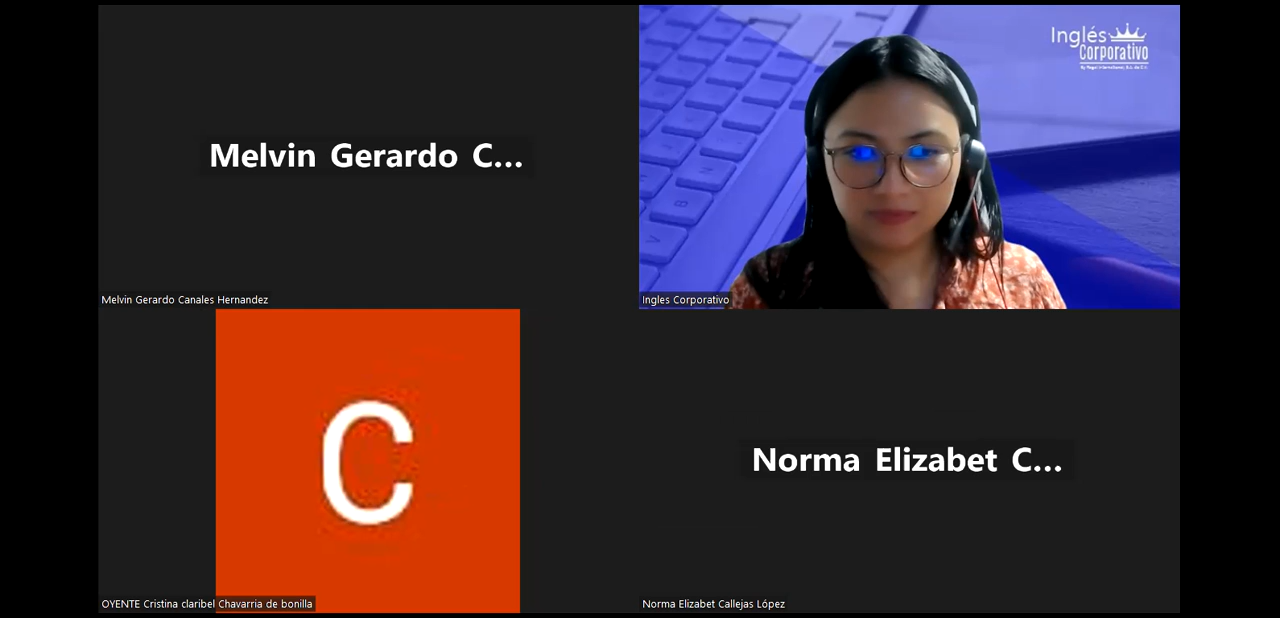 Melvin Gerardo C...
Melvin Gerardo Canales Hernandez
Inglés
Corporativo
Ingles Corporativo
C
OYENTE Cristina claribel Chavarria de bonilla
Norma Elizabet C...
Norma Elizabet Callejas López